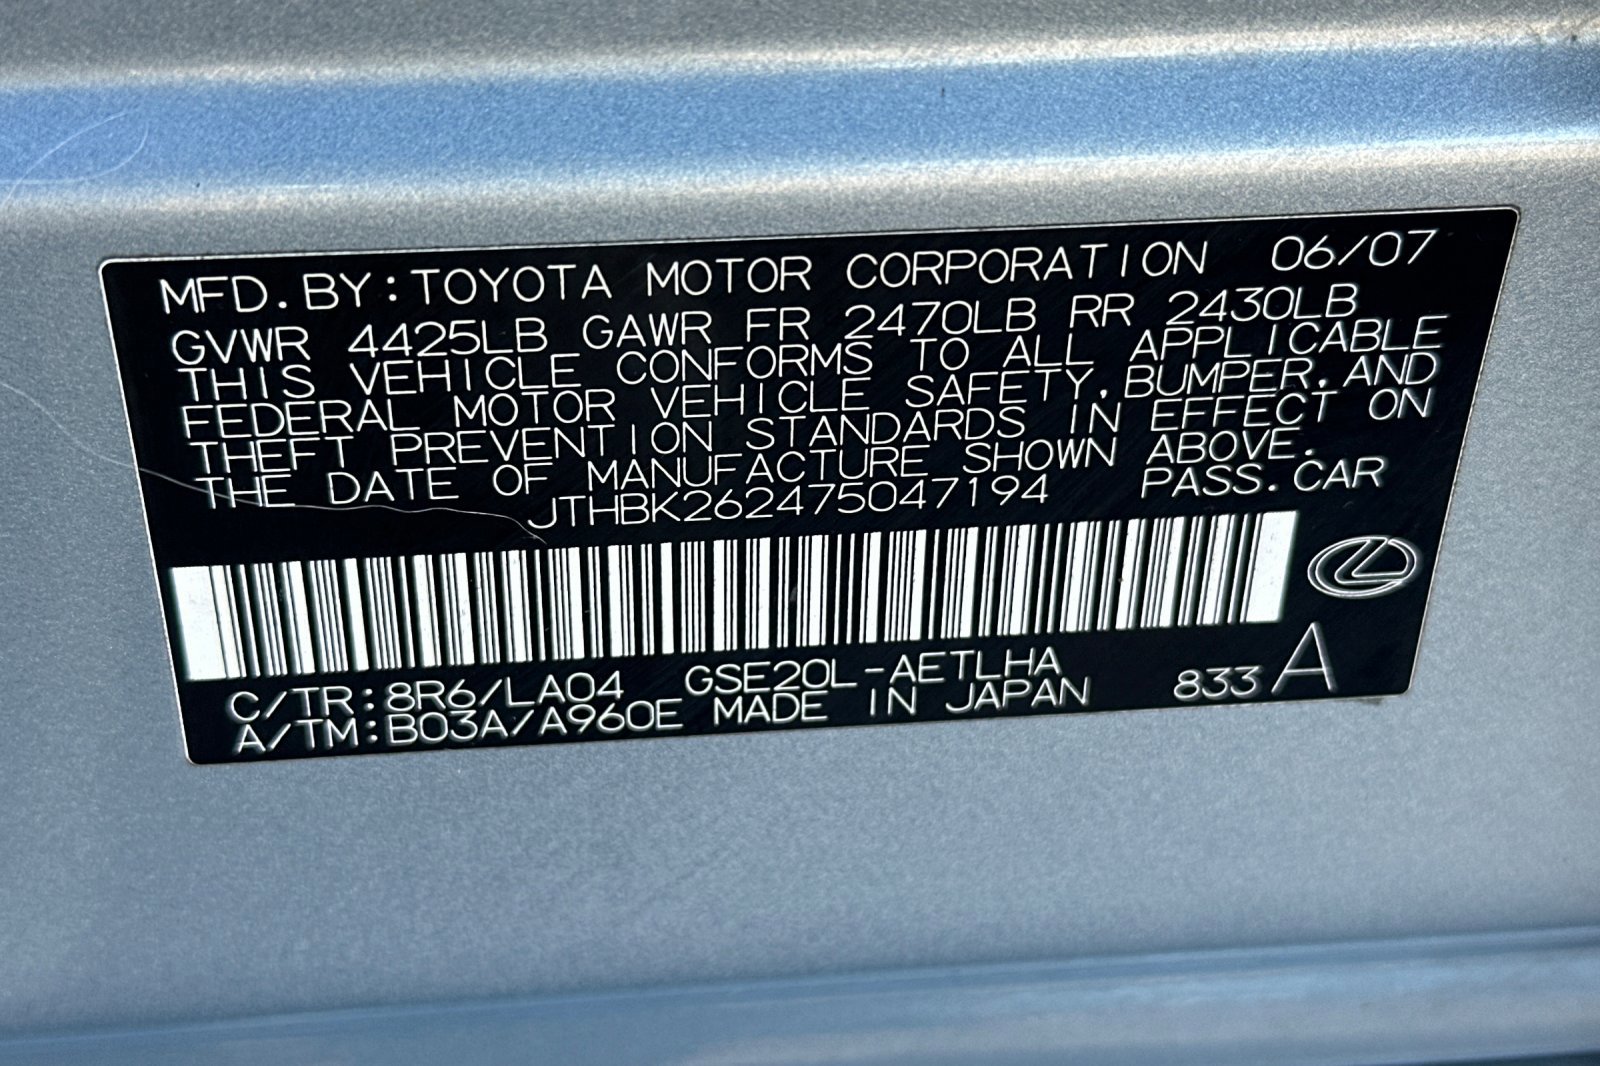 MFD. BY: TOYOTA MOTOR CORPORATION 06/07
GVWR 4425LB GAWR FR 2470LB RR 2430LB
THIS VEHICLE CONFORMS TO ALL APPLICABLE
FEDERAL MOTOR VEHICLE SAFETY, BUMPER, AND
THEFT PREVENTION STANDARDS IN EFFECT ON
THE DATE OF MANUFACTURE SHOWN ABOVE.
JTHBK262475047194 PASS. CAR
C/TR: 8R6/LA04 GSE20L-AETLHA 833 A
A/TM: B03A/A960E MADE IN JAPAN